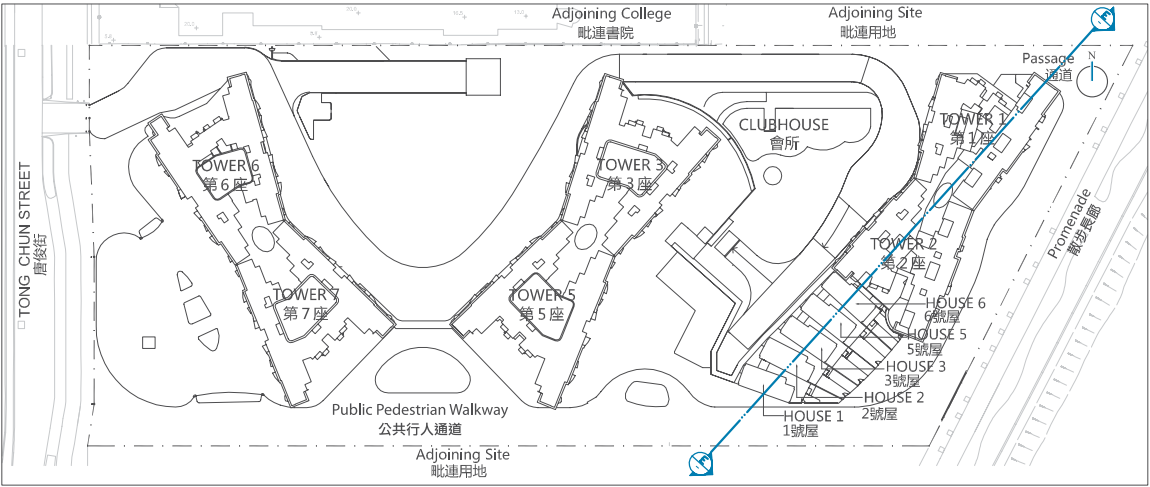 Adjoining College
毗連書院
Adjoining Site
毗連用地
Passage
通道
N
TOWER 1
第1座
CLUBHOUSE
會所
TOWER 6
第6座
TOWER 3
第3座
TONG CHUN STREET
唐俊街
Promenade
散步長廊
TOWER 2
第2座
TOWER 7
第7座
TOWER 5
第5座
HOUSE 6
6號屋
HOUSE 5
5號屋
HOUSE 3
3號屋
HOUSE 2
2號屋
HOUSE 1
1號屋
Public Pedestrian Walkway
公共行人通道
Adjoining Site
毗連用地